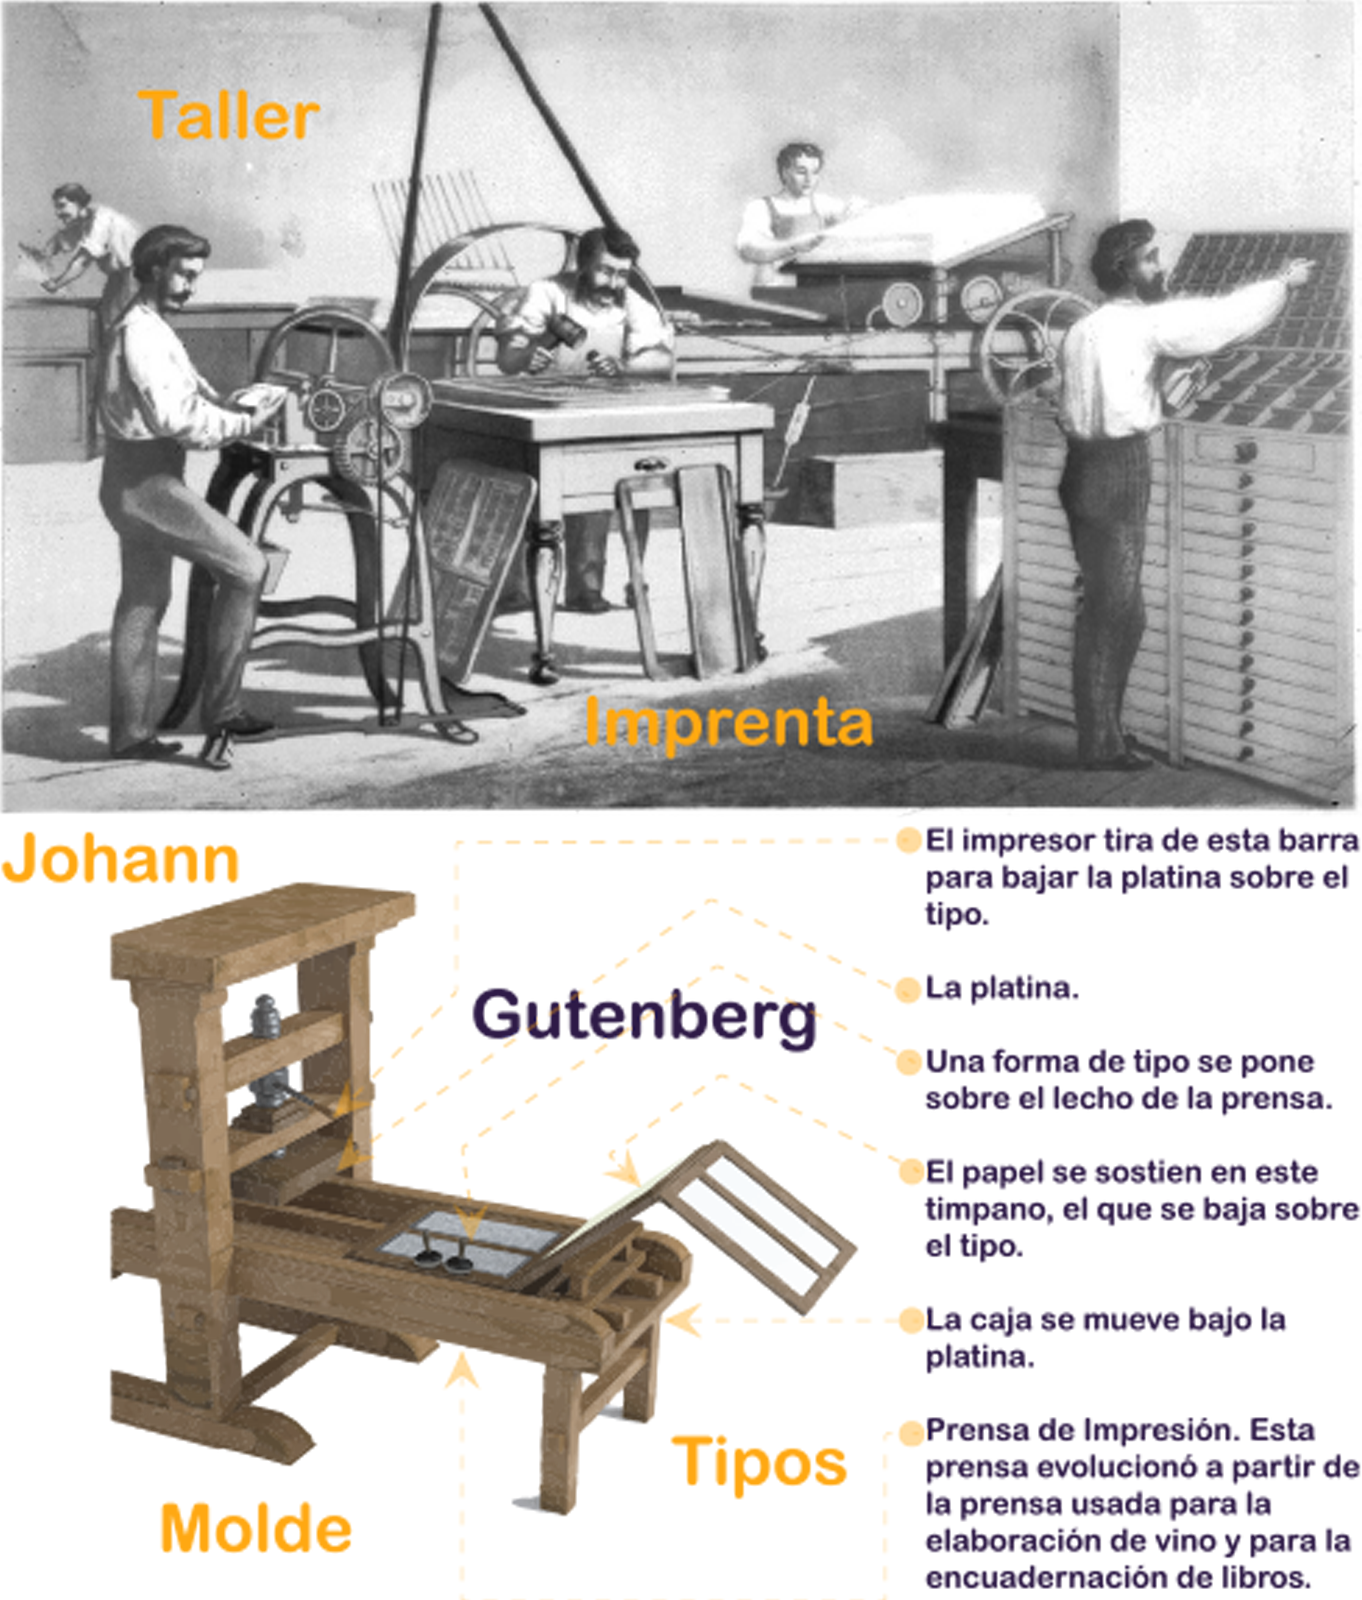 Taller
Imprenta
Johann
Gutenberg
El impresor tira de esta barra
para bajar la platina sobre el
tipo.
La platina.
Una forma de tipo se pone
sobre el lecho de la prensa.
El papel se sostien en este
timpano, el que se baja sobre
el tipo.
La caja se mueve bajo la
platina.
Prensa de Impresión. Esta
prensa evolucionó a partir de
la prensa usada para la
elaboración de vino y para la
encuadernación de libros.
Tipos
Molde